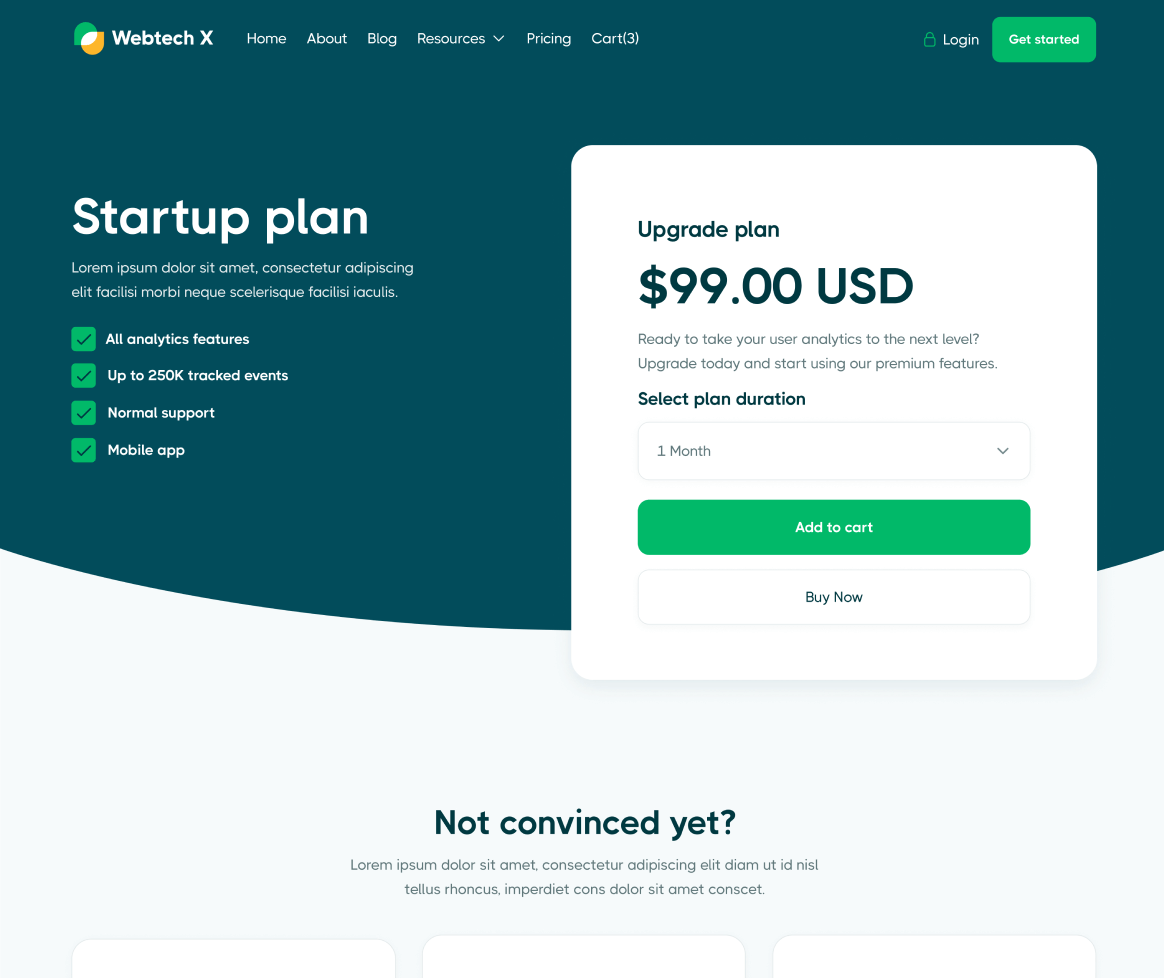 Webtech X
Home
About
Blog
Resources
Pricing
Cart(3)
Login
Get started
Startup plan
Lorem ipsum dolor sit amet, consectetur adipiscing
elit facilisi morbi neque scelerisque facilisi iaculis.
All analytics features
Up to 250K tracked events
Normal support
Mobile app
Upgrade plan
$99.00 USD
Ready to take your user analytics to the next level?
Upgrade today and start using our premium features.
Select plan duration
1 Month
Add to cart
Buy Now
Not convinced yet?
Lorem ipsum dolor sit amet, consectetur adipiscing elit diam ut id nisl
tellus rhoncus, imperdiet cons dolor sit amet conscet.